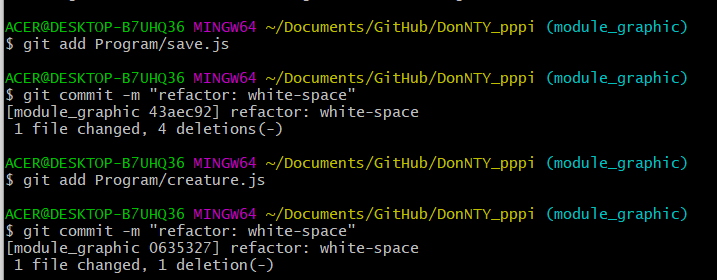 ACER@DESKTOP-B7UHQ36 MINGW64 ~/Documents/GitHub/DonNTY_pppi (module_graphic)
$ git add Program/save.js
ACER@DESKTOP-B7UHQ36 MINGW64 ~/Documents/GitHub/DonNTY_pppi (module_graphic)
$ git commit -m "refactor: white-space"
[module_graphic 43aec92] refactor: white-space
 1 file changed, 4 deletions(-)
ACER@DESKTOP-B7UHQ36 MINGW64 ~/Documents/GitHub/DonNTY_pppi (module_graphic)
$ git add Program/creature.js
ACER@DESKTOP-B7UHQ36 MINGW64 ~/Documents/GitHub/DonNTY_pppi (module_graphic)
$ git commit -m "refactor: white-space"
[module_graphic 0635327] refactor: white-space
 1 file changed, 1 deletion(-)